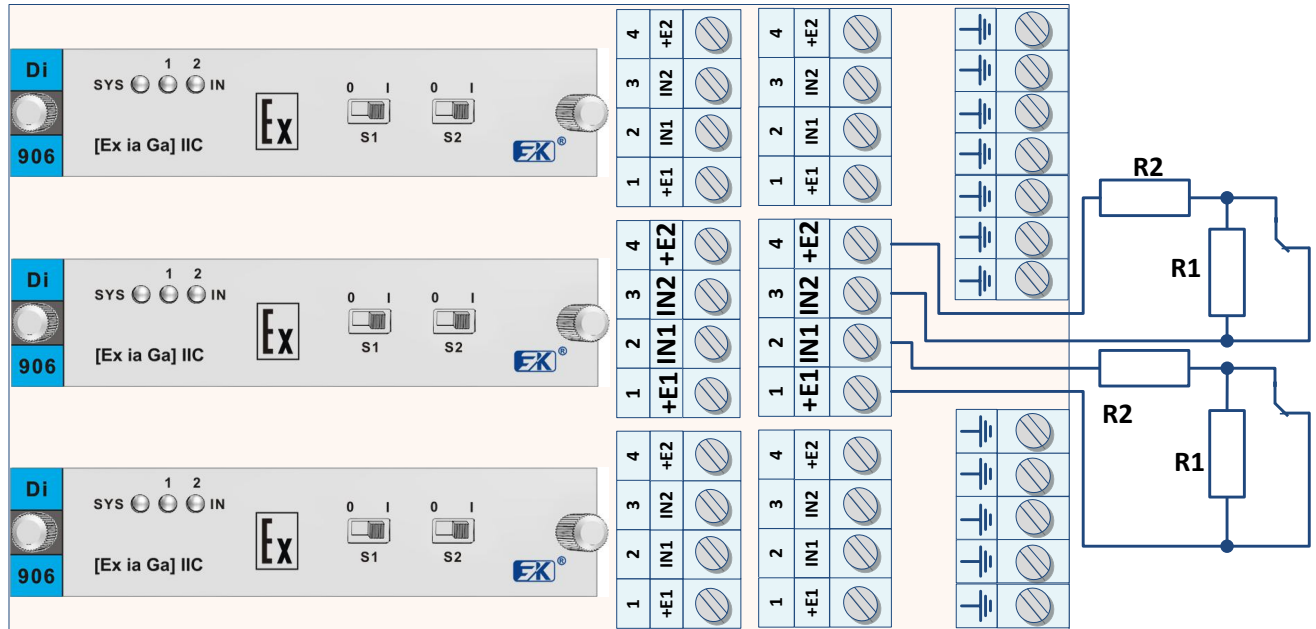 Di
906
1 2
SYS IN
[Ex ia Ga] IIC
Ex
0 I
S1
0 I
S2
EK®
4 +E2
3 IN2
2 IN1
1 +E1
4 +E2
3 IN2
2 IN1
1 +E1
Di
906
1 2
SYS IN
[Ex ia Ga] IIC
Ex
0 I
S1
0 I
S2
EK®
4 +E2
3 IN2
2 IN1
1 +E1
4 +E2
3 IN2
2 IN1
1 +E1
Di
906
1 2
SYS IN
[Ex ia Ga] IIC
Ex
0 I
S1
0 I
S2
EK®
4 +E2
3 IN2
2 IN1
1 +E1
4 +E2
3 IN2
2 IN1
1 +E1
R2
R1
R2
R1